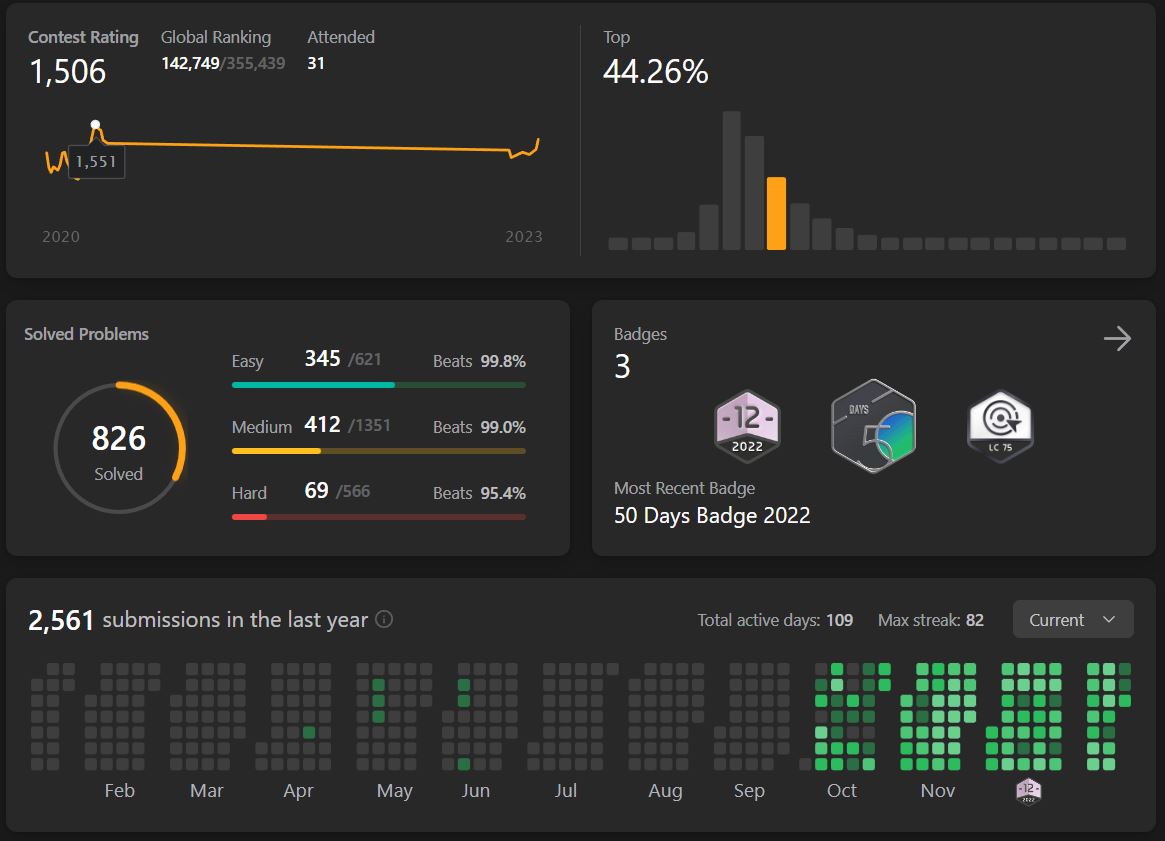 Contest Rating Global Ranking Attended
1,506 142,749/355,439 31
1,551
2020 2023
Top
44.26%
Solved Problems
826
Solved
Easy 345 /621 Beats 99.8%
Medium 412 /1351 Beats 99.0%
Hard 69 /566 Beats 95.4%
Badges
3
-12-
2022
DAYS
5
LC 75
Most Recent Badge
50 Days Badge 2022
2,561 submissions in the last year
Total active days: 109 Max streak: 82 Current
Feb Mar Apr May Jun Jul Aug Sep Oct Nov
-12-
2022